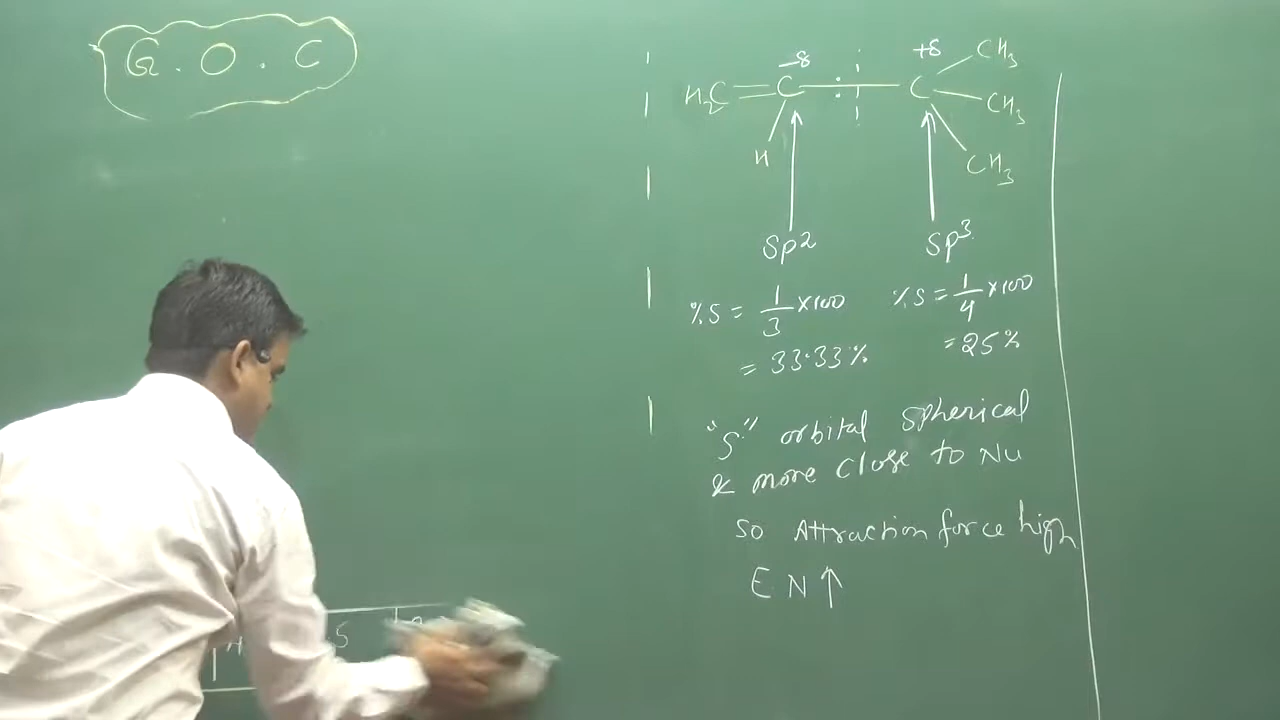 G.O.C
-δ +δ CH3
H2C=C—:—C CH3
H CH3
Sp2 Sp3
%S = 1/3 ×100 %S = 1/4 ×100
= 33.33% = 25%
"S" orbital Spherical
& more close to Nu
So Attraction force high
E N ↑